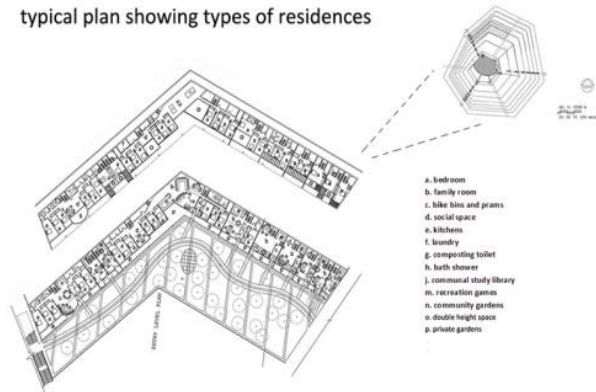 typical plan showing types of residences
a. bedroom
b. family room
c. bike bins and prams
d. social space
e. kitchens
f. laundry
g. composting toilet
h. bath shower
j. communal study library
m. recreation games
n. community gardens
o. double height space
p. private gardens